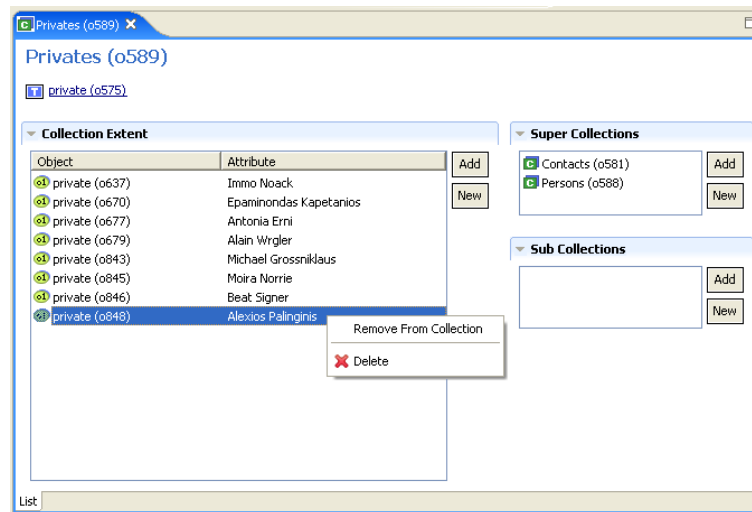 Privates (o589)
Privates (o589)
private (o575)
Collection Extent
Object Attribute
private (o637) Immo Noack
private (o670) Epaminondas Kapetanios
private (o677) Antonia Erni
private (o679) Alain Wrgler
private (o843) Michael Grossniklaus
private (o845) Moira Norrie
private (o846) Beat Signer
private (o848) Alexios Palinginis
Add
New
Remove From Collection
Delete
Super Collections
Contacts (o581)
Persons (o588)
Add
New
Sub Collections
Add
New
List